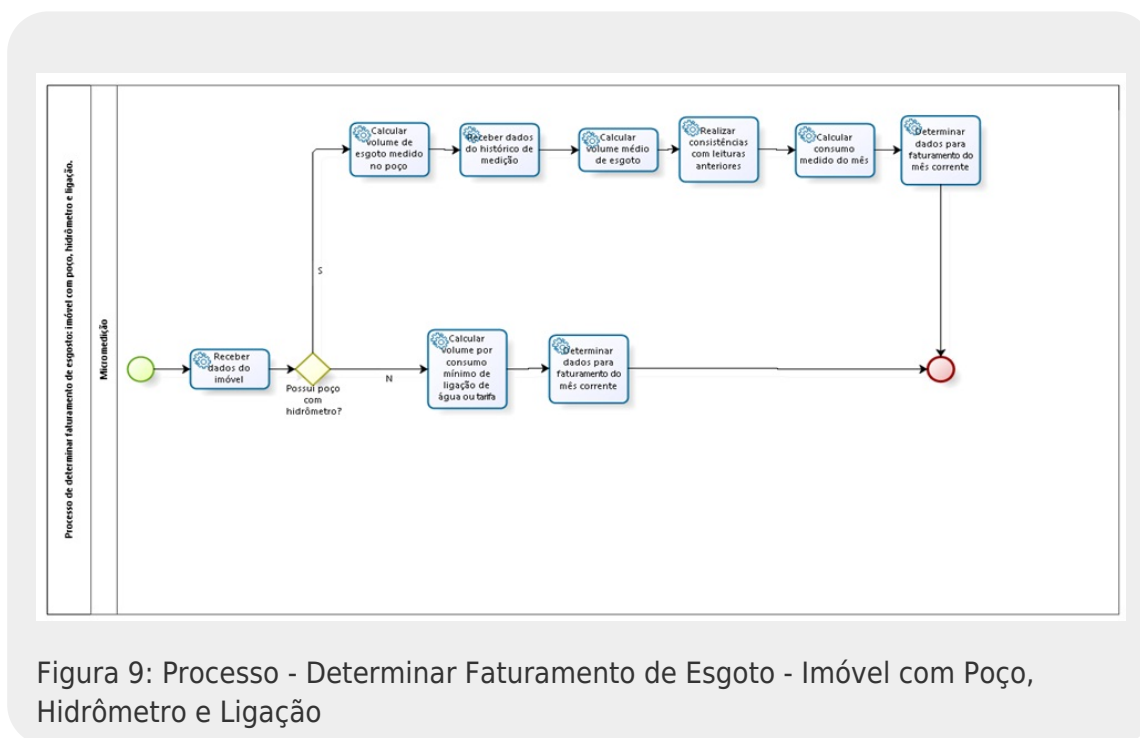 Processo de determinar faturamento de esgosto: imóvel com poço, hidrômetro e ligação.
Micromedição
Calcular
volume de
esgoto medido
no poço
Receber dados
do histórico de
medição
Calcular
volume médio
de esgoto
Realizar
consistências
com leituras
anteriores
Calcular
consumo
medido do mês
Determinar
dados para
faturamento do
mês corrente
S
Receber
dados do
imóvel
Possui poço
com
hidrômetro?
N
Calcular
volume por
consumo
mínimo de
ligação de
água ou tarifa
Determinar
dados para
faturamento do
mês corrente
Figura 9: Processo - Determinar Faturamento de Esgoto - Imóvel com Poço,
Hidrômetro e Ligação